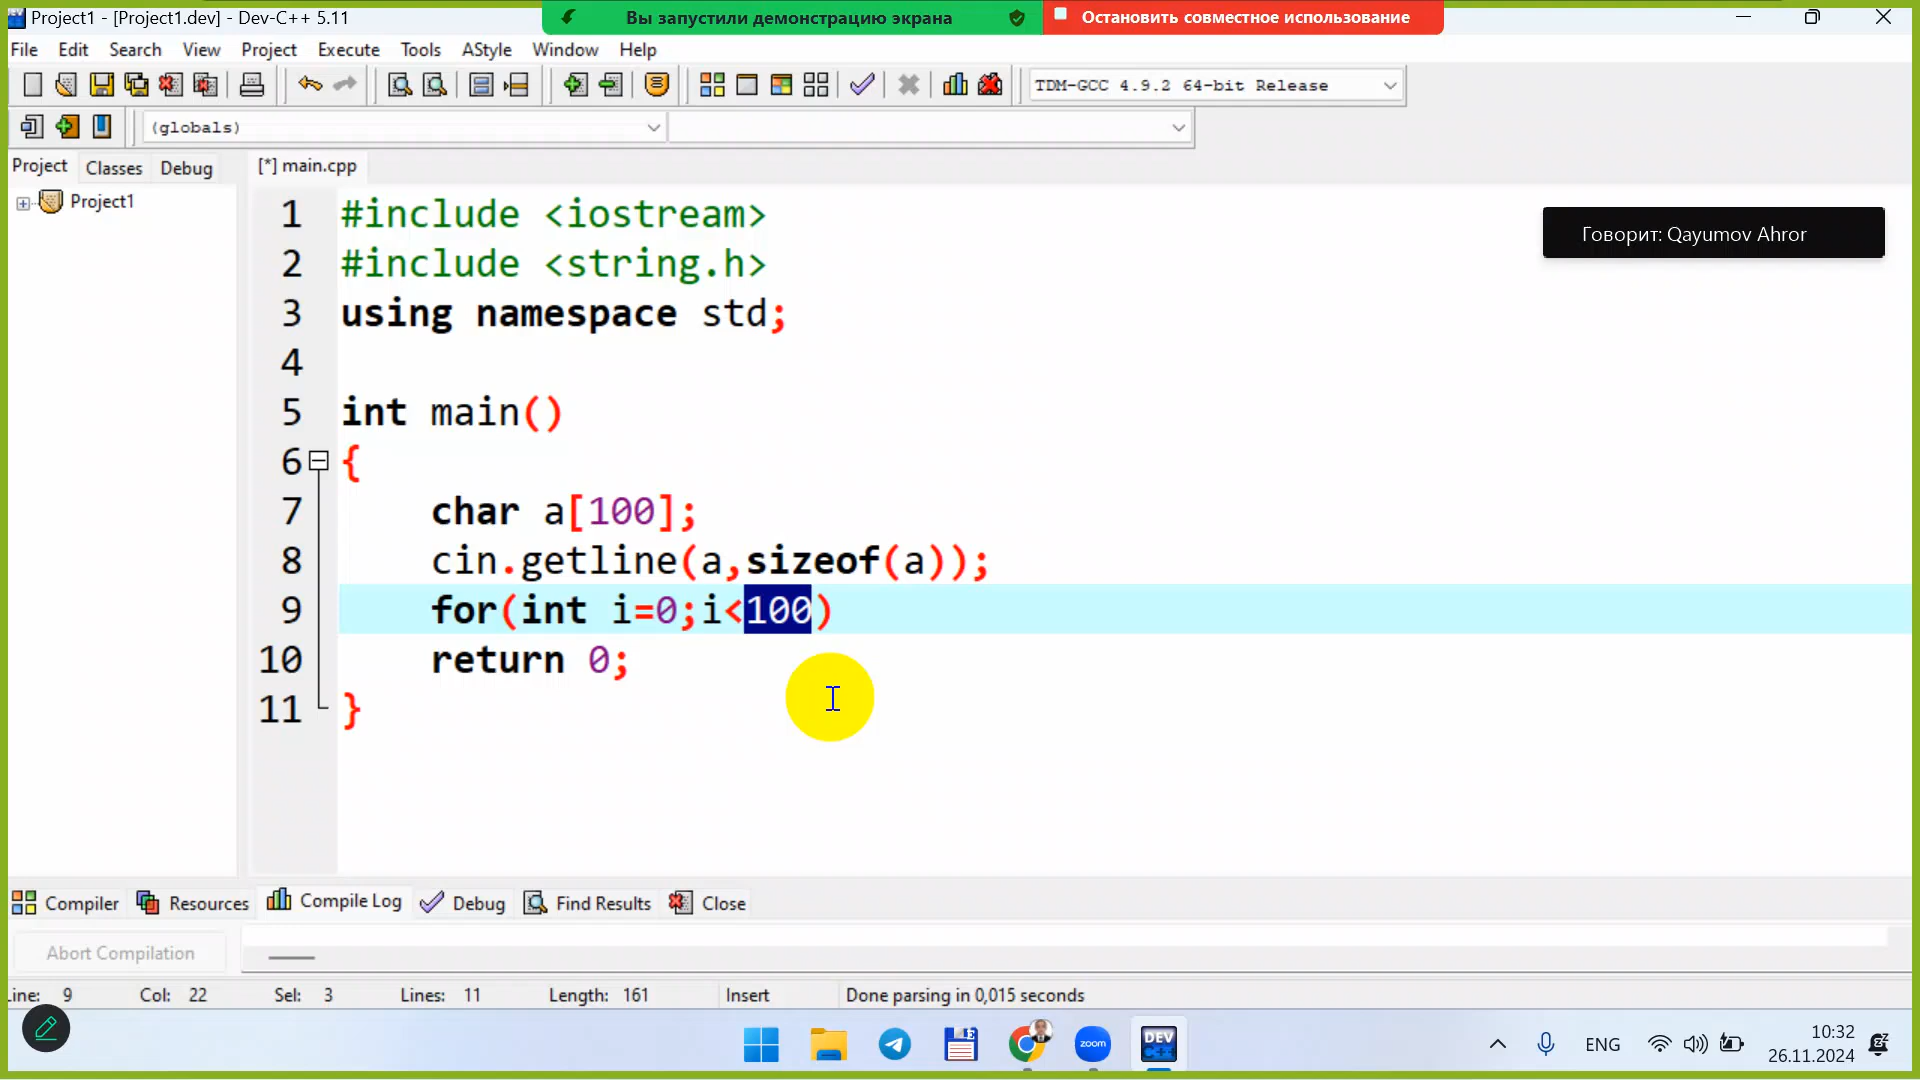 Project1 - [Project1.dev] - Dev-C++ 5.11
Вы запустили демонстрацию экрана
Остановить совместное использование
File Edit Search View Project Execute Tools AStyle Window Help
TDM-GCC 4.9.2 64-bit Release
(globals)
Project Classes Debug
[*] main.cpp
Project1
Говорит: Qayumov Ahror
1 #include <iostream>
2 #include <string.h>
3 using namespace std;
4
5 int main()
6 {
7 char a[100];
8 cin.getline(a,sizeof(a));
9 for(int i=0;i<100)
10 return 0;
11 }
Compiler Resources Compile Log Debug Find Results Close
Abort Compilation
Line: 9 Col: 22 Sel: 3 Lines: 11 Length: 161 Insert Done parsing in 0,015 seconds
zoom
DEV C++
ENG
10:32
26.11.2024